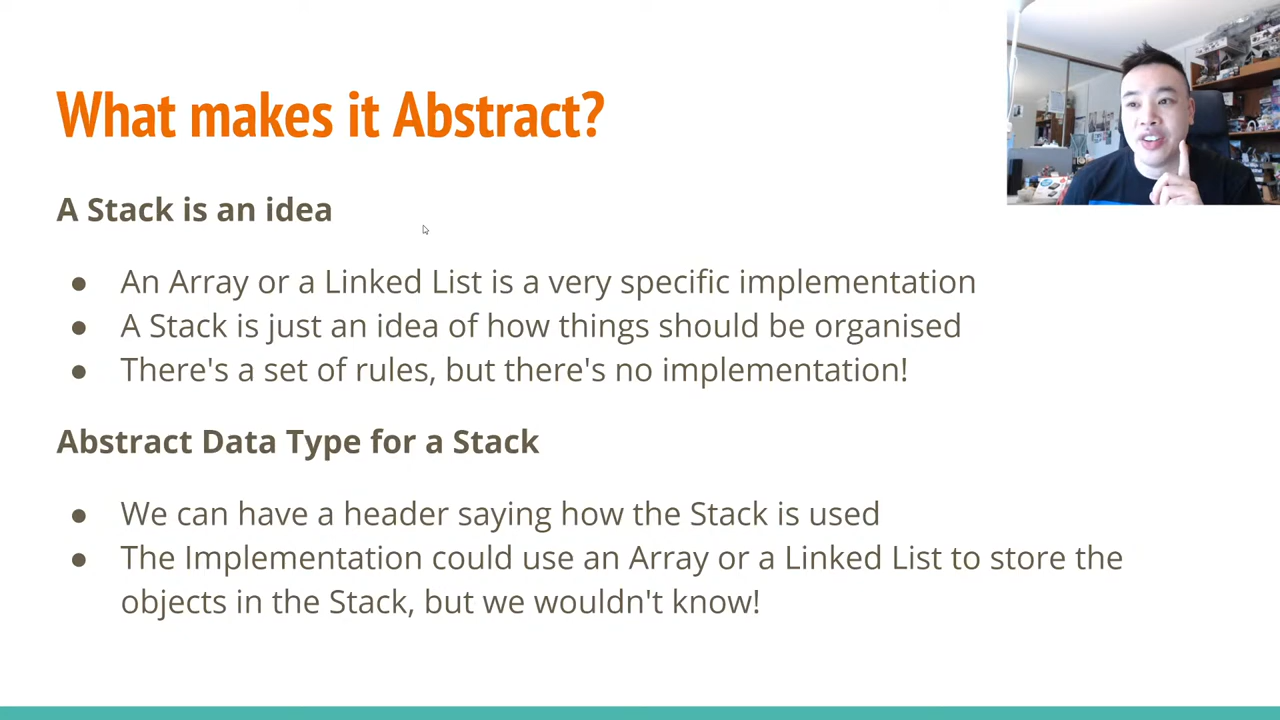 What makes it Abstract?
A Stack is an idea
● An Array or a Linked List is a very specific implementation
● A Stack is just an idea of how things should be organised
● There's a set of rules, but there's no implementation!
Abstract Data Type for a Stack
● We can have a header saying how the Stack is used
● The Implementation could use an Array or a Linked List to store the
objects in the Stack, but we wouldn't know!